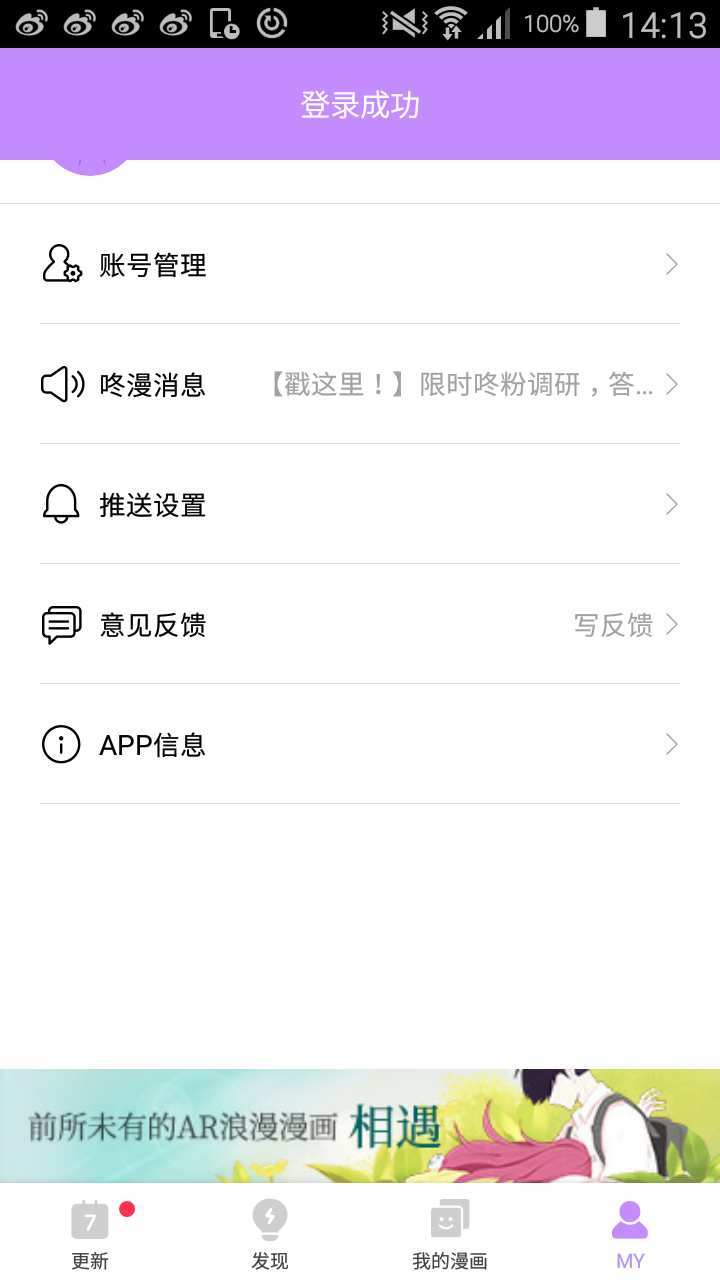 100% 14:13
登录成功
账号管理
咚漫消息 【戳这里！】限时咚粉调研，答...
推送设置
意见反馈 写反馈
APP信息
前所未有的AR浪漫漫画 相遇
7
更新 发现 我的漫画 MY